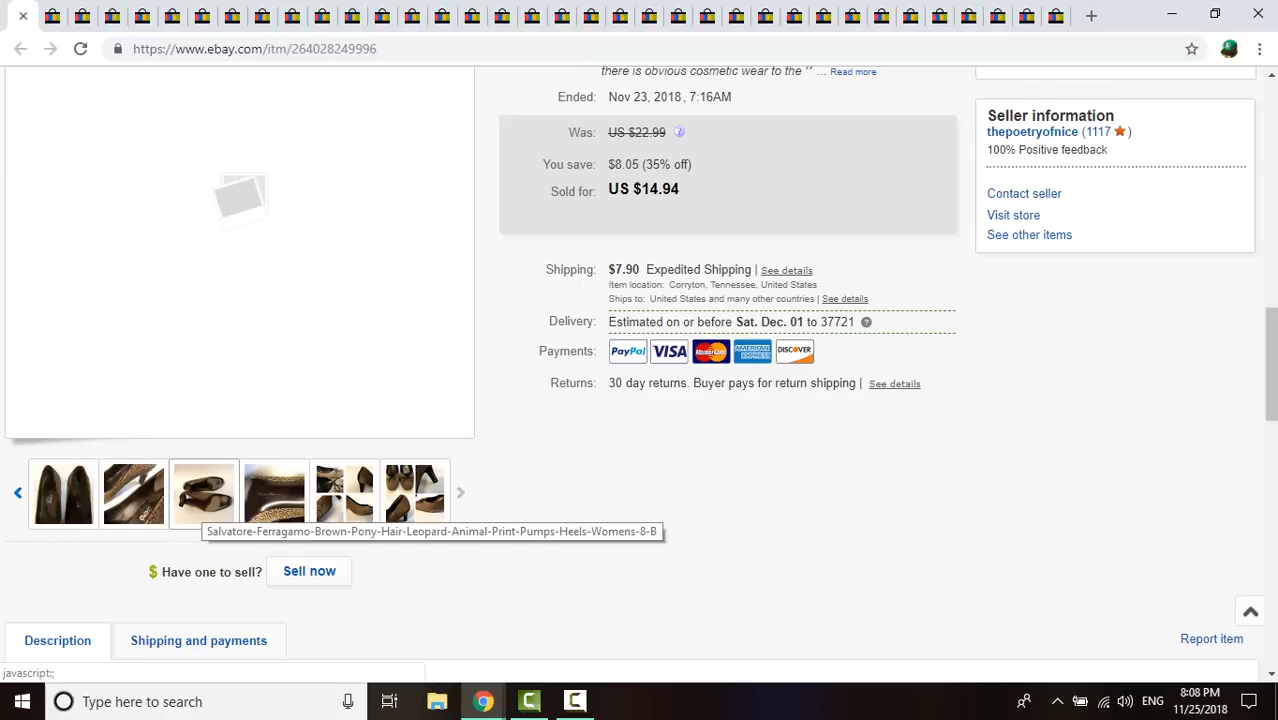 https://www.ebay.com/itm/264028249996
there is obvious cosmetic wear to the '' ... Read more
Ended: Nov 23, 2018 , 7:16AM
Was: US $22.99
You save: $8.05 (35% off)
Sold for: US $14.94
Shipping: $7.90 Expedited Shipping | See details
Item location: Corryton, Tennessee, United States
Ships to: United States and many other countries | See details
Delivery: Estimated on or before Sat. Dec. 01 to 37721
Payments: PayPal VISA MasterCard AMERICAN EXPRESS DISCOVER
Returns: 30 day returns. Buyer pays for return shipping | See details
Seller information
thepoetryofnice (1117 )
100% Positive feedback
Contact seller
Visit store
See other items
Salvatore-Ferragamo-Brown-Pony-Hair-Leopard-Animal-Print-Pumps-Heels-Womens-8-B
$ Have one to sell? Sell now
Description
Shipping and payments
Report item
javascript:;
Type here to search
ENG
8:08 PM
11/25/2018